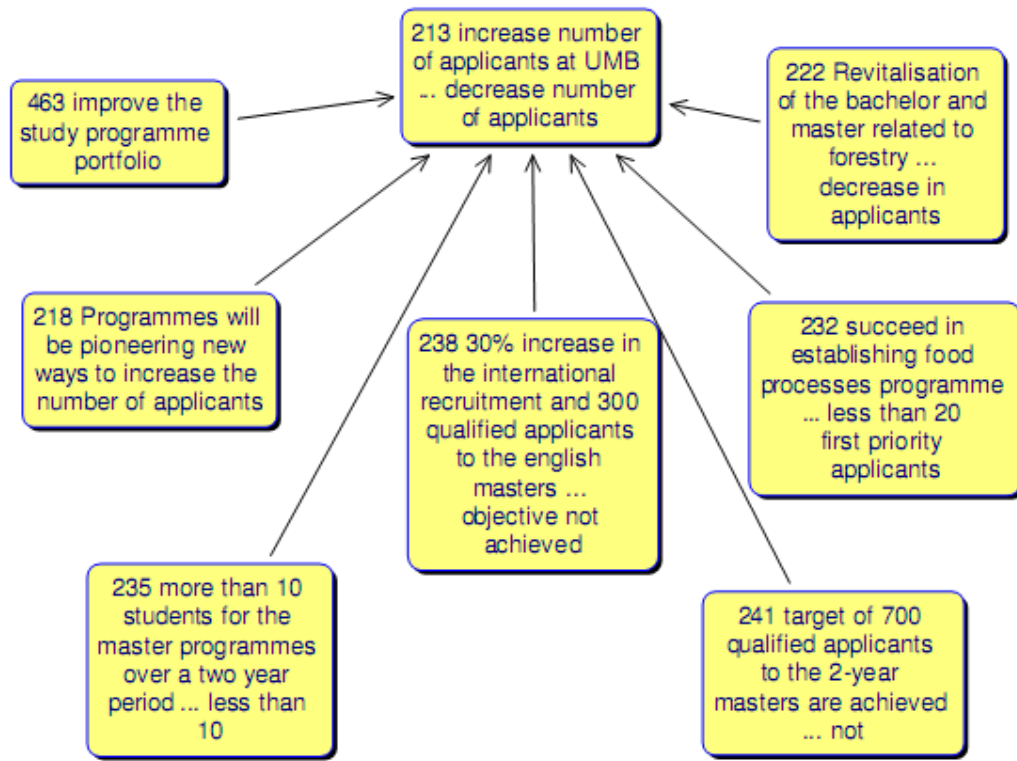 213 increase number
of applicants at UMB
... decrease number
of applicants
463 improve the
study programme
portfolio
222 Revitalisation
of the bachelor and
master related to
forestry ...
decrease in
applicants
218 Programmes will
be pioneering new
ways to increase the
number of applicants
238 30% increase in
the international
recruitment and 300
qualified applicants
to the english
masters ...
objective not
achieved
232 succeed in
establishing food
processes programme
... less than 20
first priority
applicants
235 more than 10
students for the
master programmes
over a two year
period ... less than
10
241 target of 700
qualified applicants
to the 2-year
masters are achieved
... not